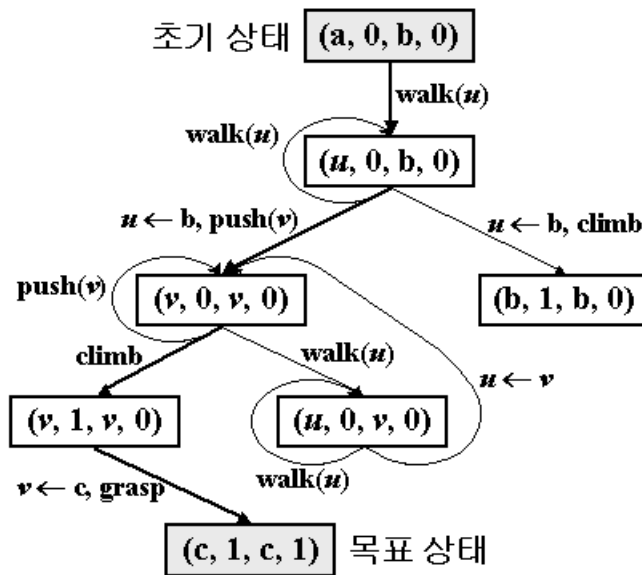 초기 상태 (a, 0, b, 0)
walk(u)
walk(u)
(u, 0, b, 0)
u ← b, push(v)
u ← b, climb
push(v)
(v, 0, v, 0)
(b, 1, b, 0)
climb
walk(u)
u ← v
(v, 1, v, 0)
(u, 0, v, 0)
v ← c, grasp
walk(u)
(c, 1, c, 1) 목표 상태